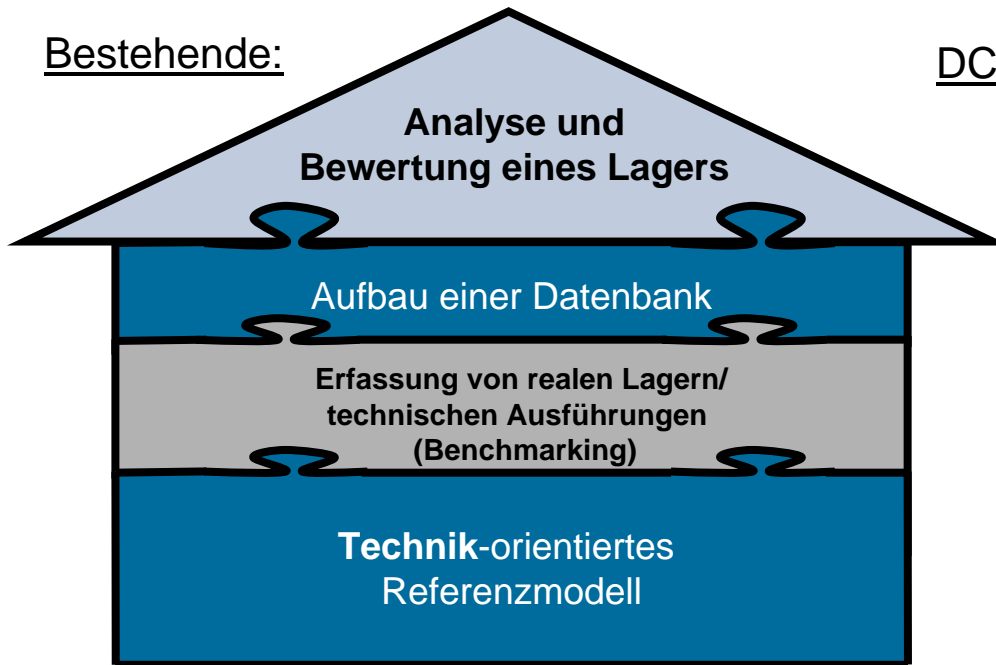 Bestehende:
DC
Analyse und
Bewertung eines Lagers
Aufbau einer Datenbank
Erfassung von realen Lagern/
technischen Ausführungen
(Benchmarking)
Technik-orientiertes
Referenzmodell